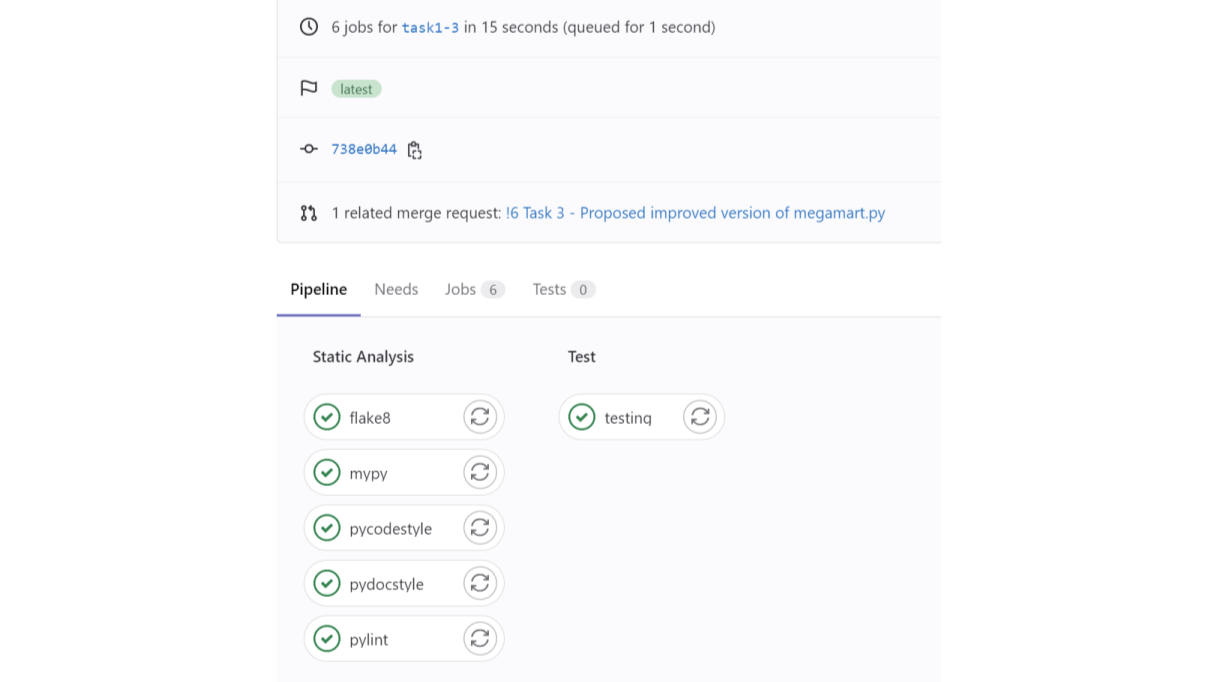 6 jobs for task1-3 in 15 seconds (queued for 1 second)
latest
738e0b44
1 related merge request: !6 Task 3 - Proposed improved version of megamart.py
Pipeline Needs Jobs 6 Tests 0
Static Analysis
flake8
mypy
pycodestyle
pydocstyle
pylint
Test
testing